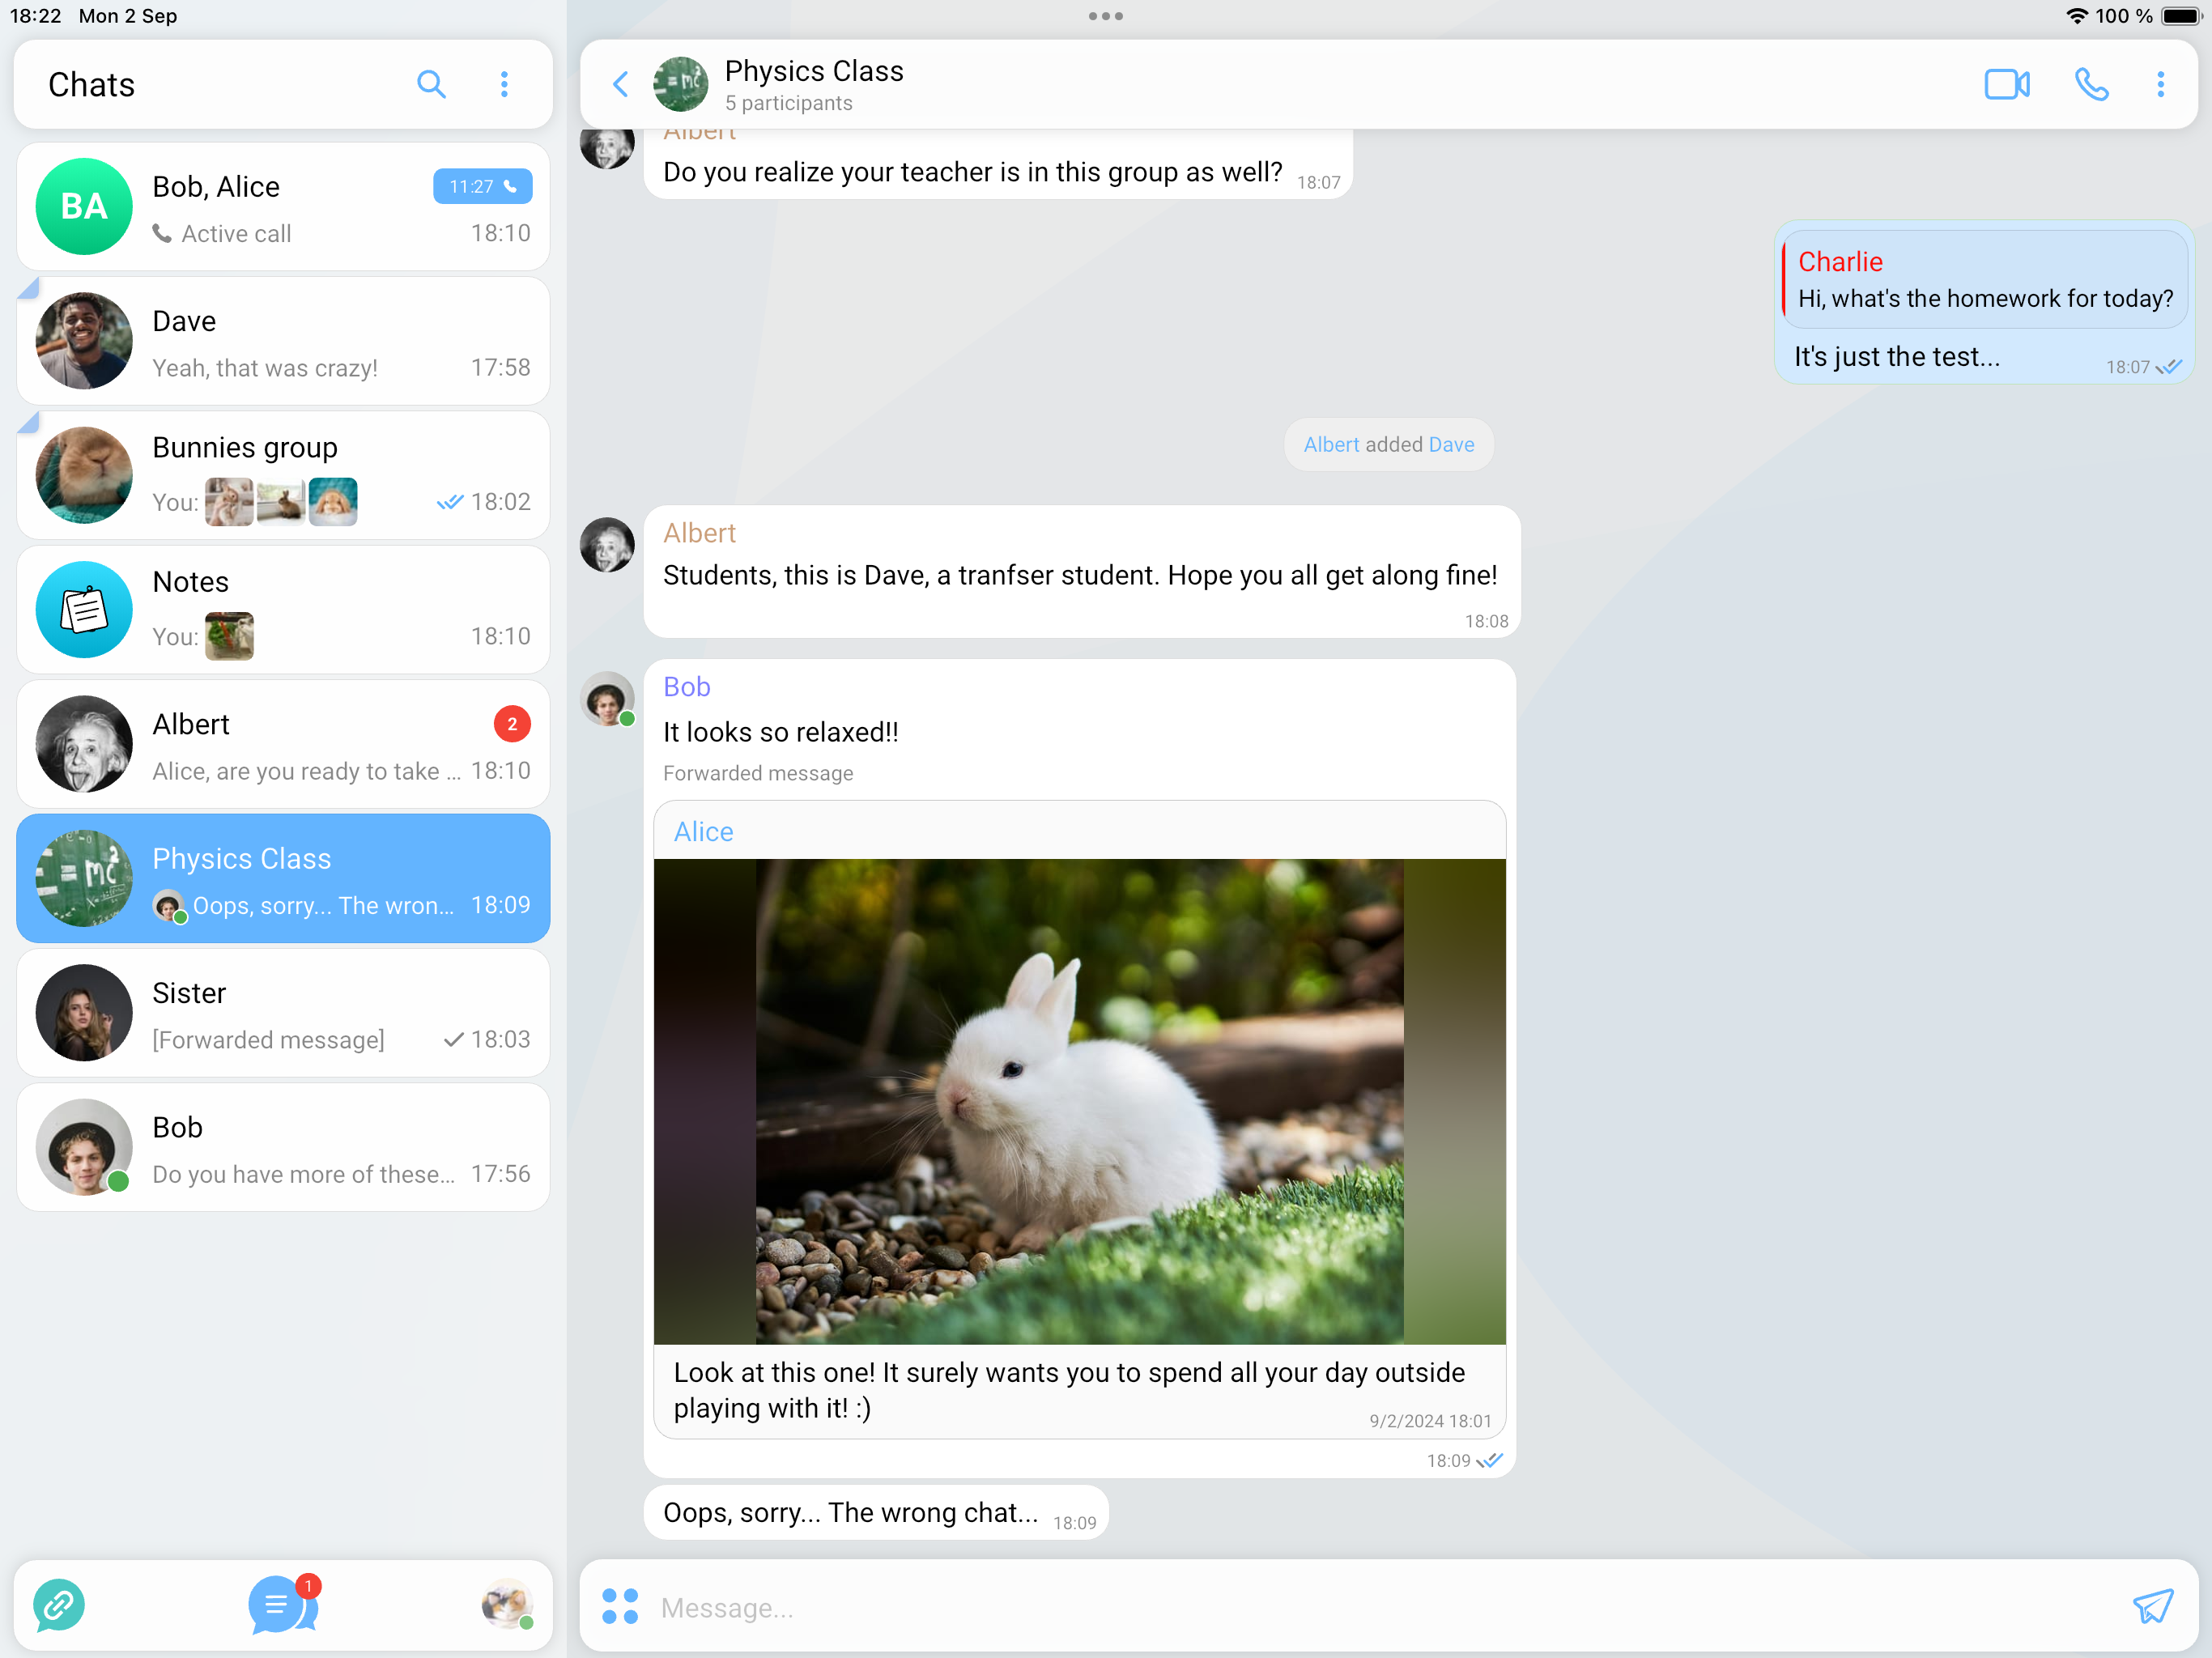 18:22 Mon 2 Sep
100 %
Chats
BA
Bob, Alice
11:27
Active call
18:10
Dave
Yeah, that was crazy!
17:58
Bunnies group
You:
18:02
Notes
You:
18:10
Albert
2
Alice, are you ready to take ...
18:10
Physics Class
Oops, sorry... The wron...
18:09
Sister
[Forwarded message]
18:03
Bob
Do you have more of these...
17:56
1
= mc²
Physics Class
5 participants
Albert
Do you realize your teacher is in this group as well?
18:07
Charlie
Hi, what's the homework for today?
It's just the test...
18:07
Albert added Dave
Albert
Students, this is Dave, a tranfser student. Hope you all get along fine!
18:08
Bob
It looks so relaxed!!
Forwarded message
Alice
Look at this one! It surely wants you to spend all your day outside
playing with it! :)
9/2/2024 18:01
18:09
Oops, sorry... The wrong chat...
18:09
Message...